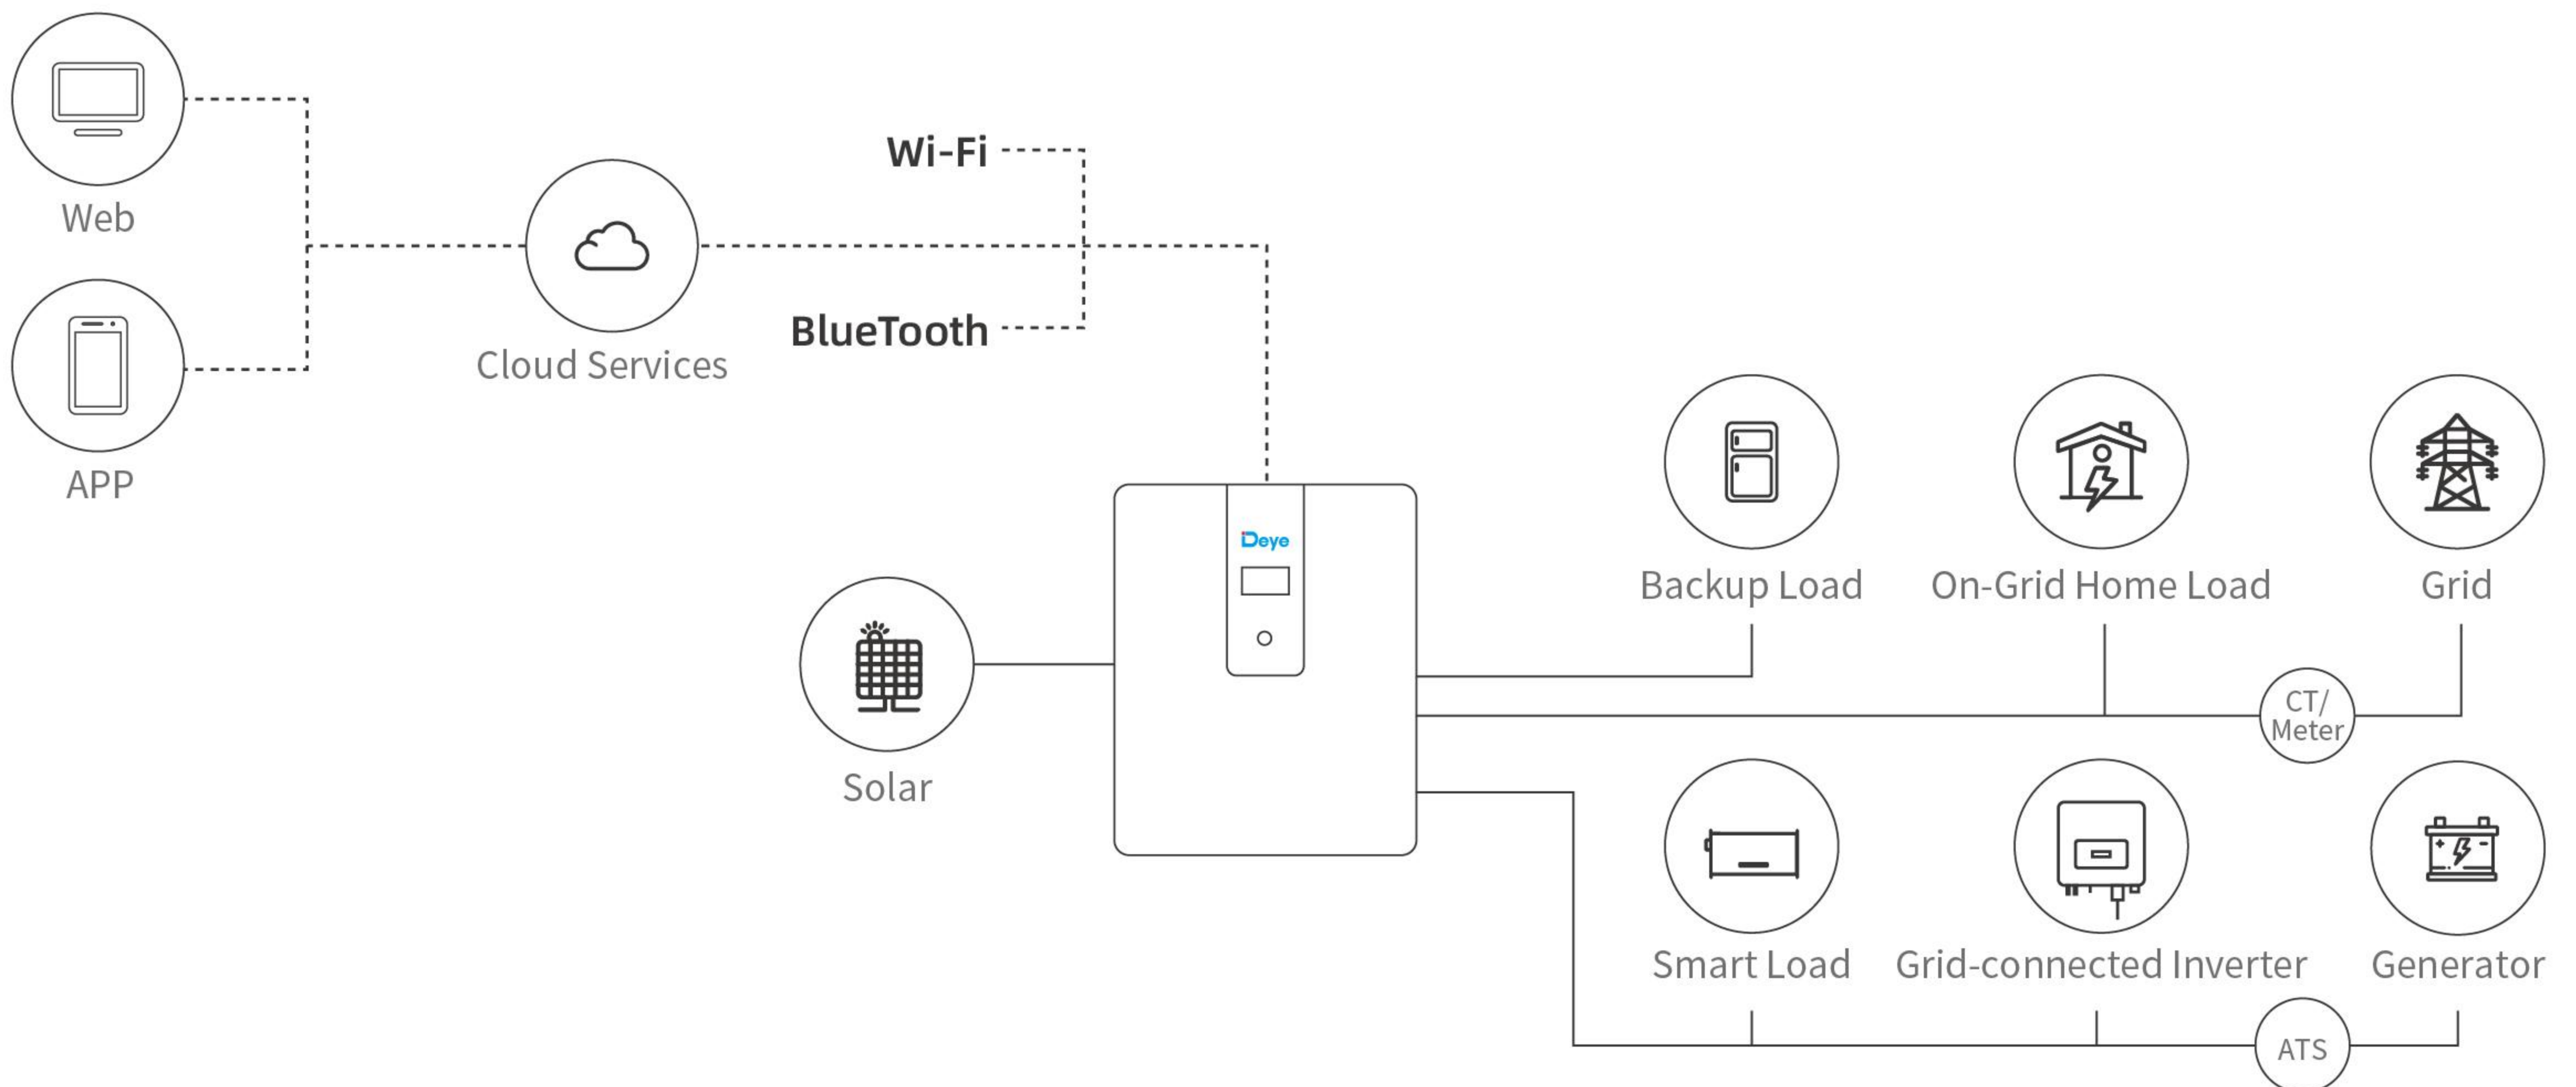 Web
APP
Cloud Services
Wi-Fi
BlueTooth
Deye
Solar
Backup Load
On-Grid Home Load
Grid
CT/
Meter
Smart Load
Grid-connected Inverter
Generator
ATS